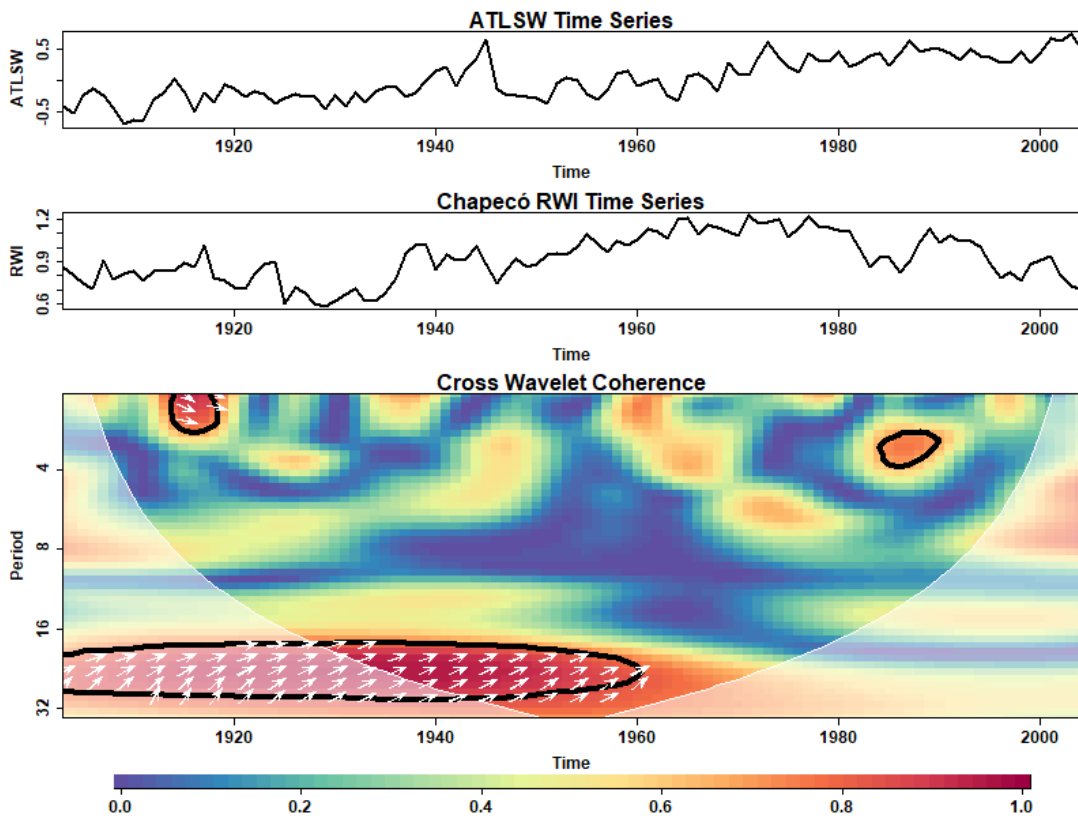 ATLSW Time Series
ATLSW
0.5
-0.5
1920 1940 1960 1980 2000
Time
Chapecó RWI Time Series
RWI
1.2
0.9
0.6
1920 1940 1960 1980 2000
Time
Cross Wavelet Coherence
Period
4
8
16
32
1920 1940 1960 1980 2000
Time
0.0 0.2 0.4 0.6 0.8 1.0